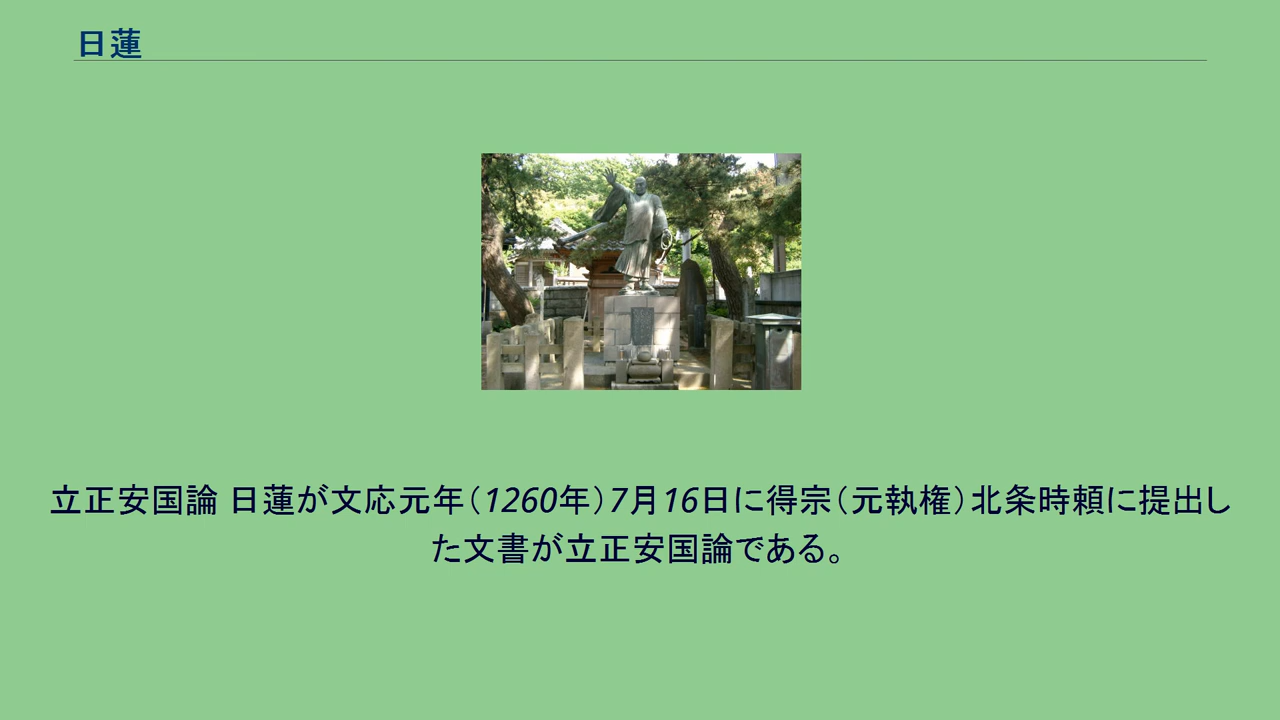 日蓮
立正安国論 日蓮が文応元年（1260年）7月16日に得宗（元執権）北条時頼に提出し
た文書が立正安国論である。